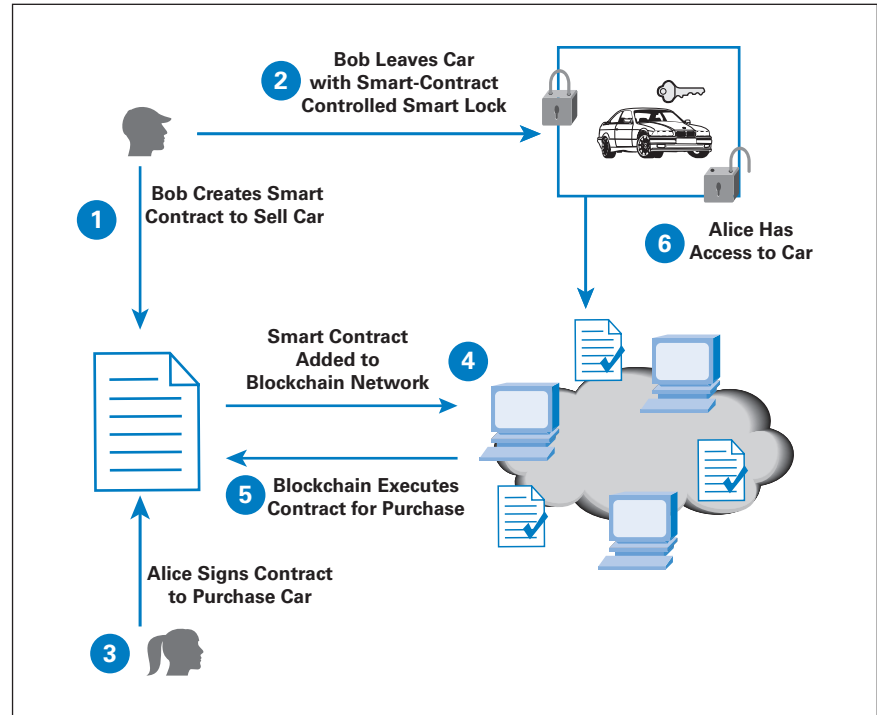 1
Bob Creates Smart
Contract to Sell Car
2
Bob Leaves Car
with Smart-Contract
Controlled Smart Lock
3
Alice Signs Contract
to Purchase Car
4
Smart Contract
Added to
Blockchain Network
5
Blockchain Executes
Contract for Purchase
6
Alice Has
Access to Car